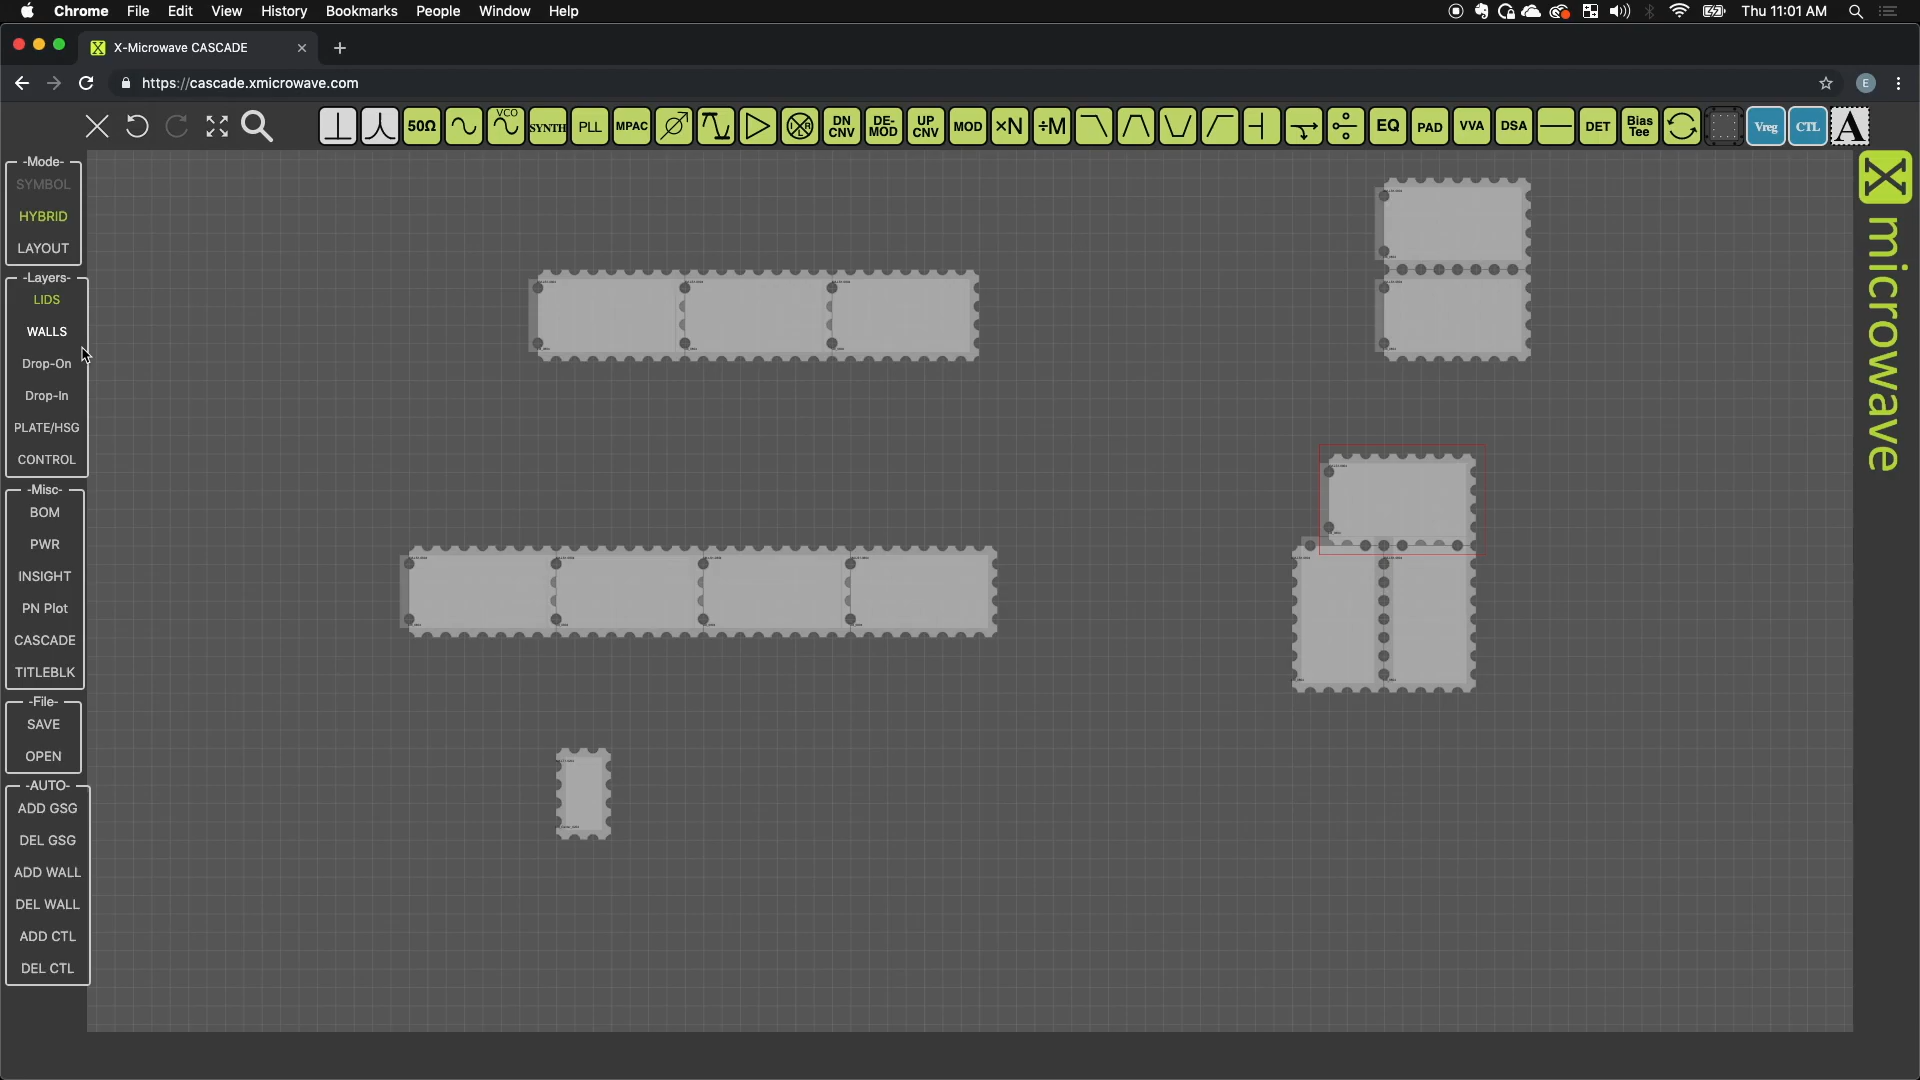 Chrome File Edit View History Bookmarks People Window Help Thu 11:01 AM
X-Microwave CASCADE
https://cascade.xmicrowave.com E
50Ω VCO SYNTH PLL MPAC DN CNV DE-MOD UP CNV MOD ×N ÷M EQ PAD VVA DSA DET Bias Tee Vreg CTL A
-Mode-
SYMBOL
HYBRID
LAYOUT
-Layers-
LIDS
WALLS
Drop-On
Drop-In
PLATE/HSG
CONTROL
-Misc-
BOM
PWR
INSIGHT
PN Plot
CASCADE
TITLEBLK
-File-
SAVE
OPEN
-AUTO-
ADD GSG
DEL GSG
ADD WALL
DEL WALL
ADD CTL
DEL CTL
X microwave